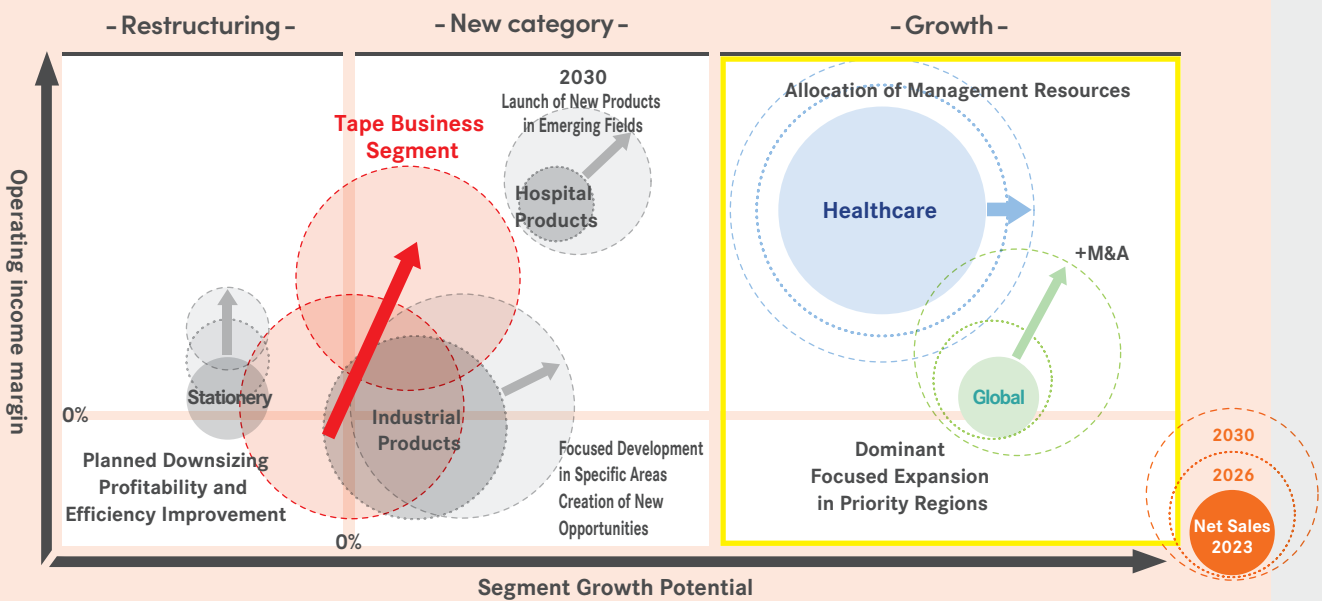 - Restructuring -
- New category -
- Growth -
Operating income margin
0%
Stationery
Planned Downsizing
Profitability and
Efficiency Improvement
Tape Business
Segment
2030
Launch of New Products
in Emerging Fields
Hospital
Products
Industrial
Products
Focused Development
in Specific Areas
Creation of New
Opportunities
0%
Allocation of Management Resources
Healthcare
+M&A
Global
Dominant
Focused Expansion
in Priority Regions
Segment Growth Potential
2030
2026
Net Sales
2023